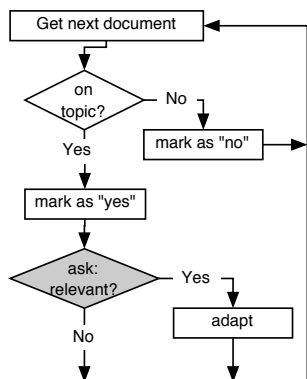 Get next document
on
topic?
No
Yes
mark as "no"
mark as "yes"
ask:
relevant?
Yes
No
adapt